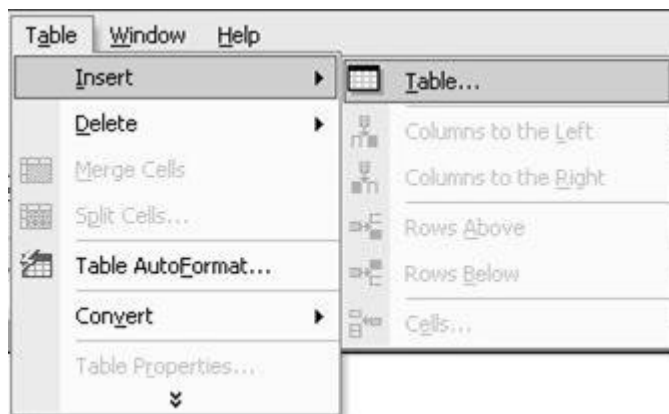 Table Window Help
Insert
Delete
Merge Cells
Split Cells...
Table AutoFormat...
Convert
Table Properties...
Table...
Columns to the Left
Columns to the Right
Rows Above
Rows Below
Cells...